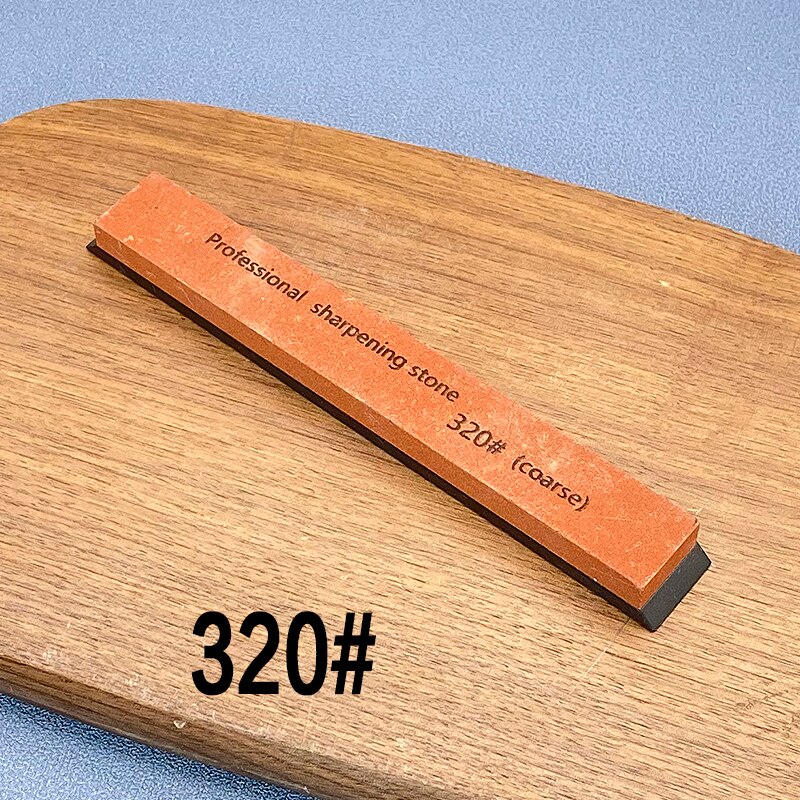 Professional sharpening stone
320# (coarse)
320#